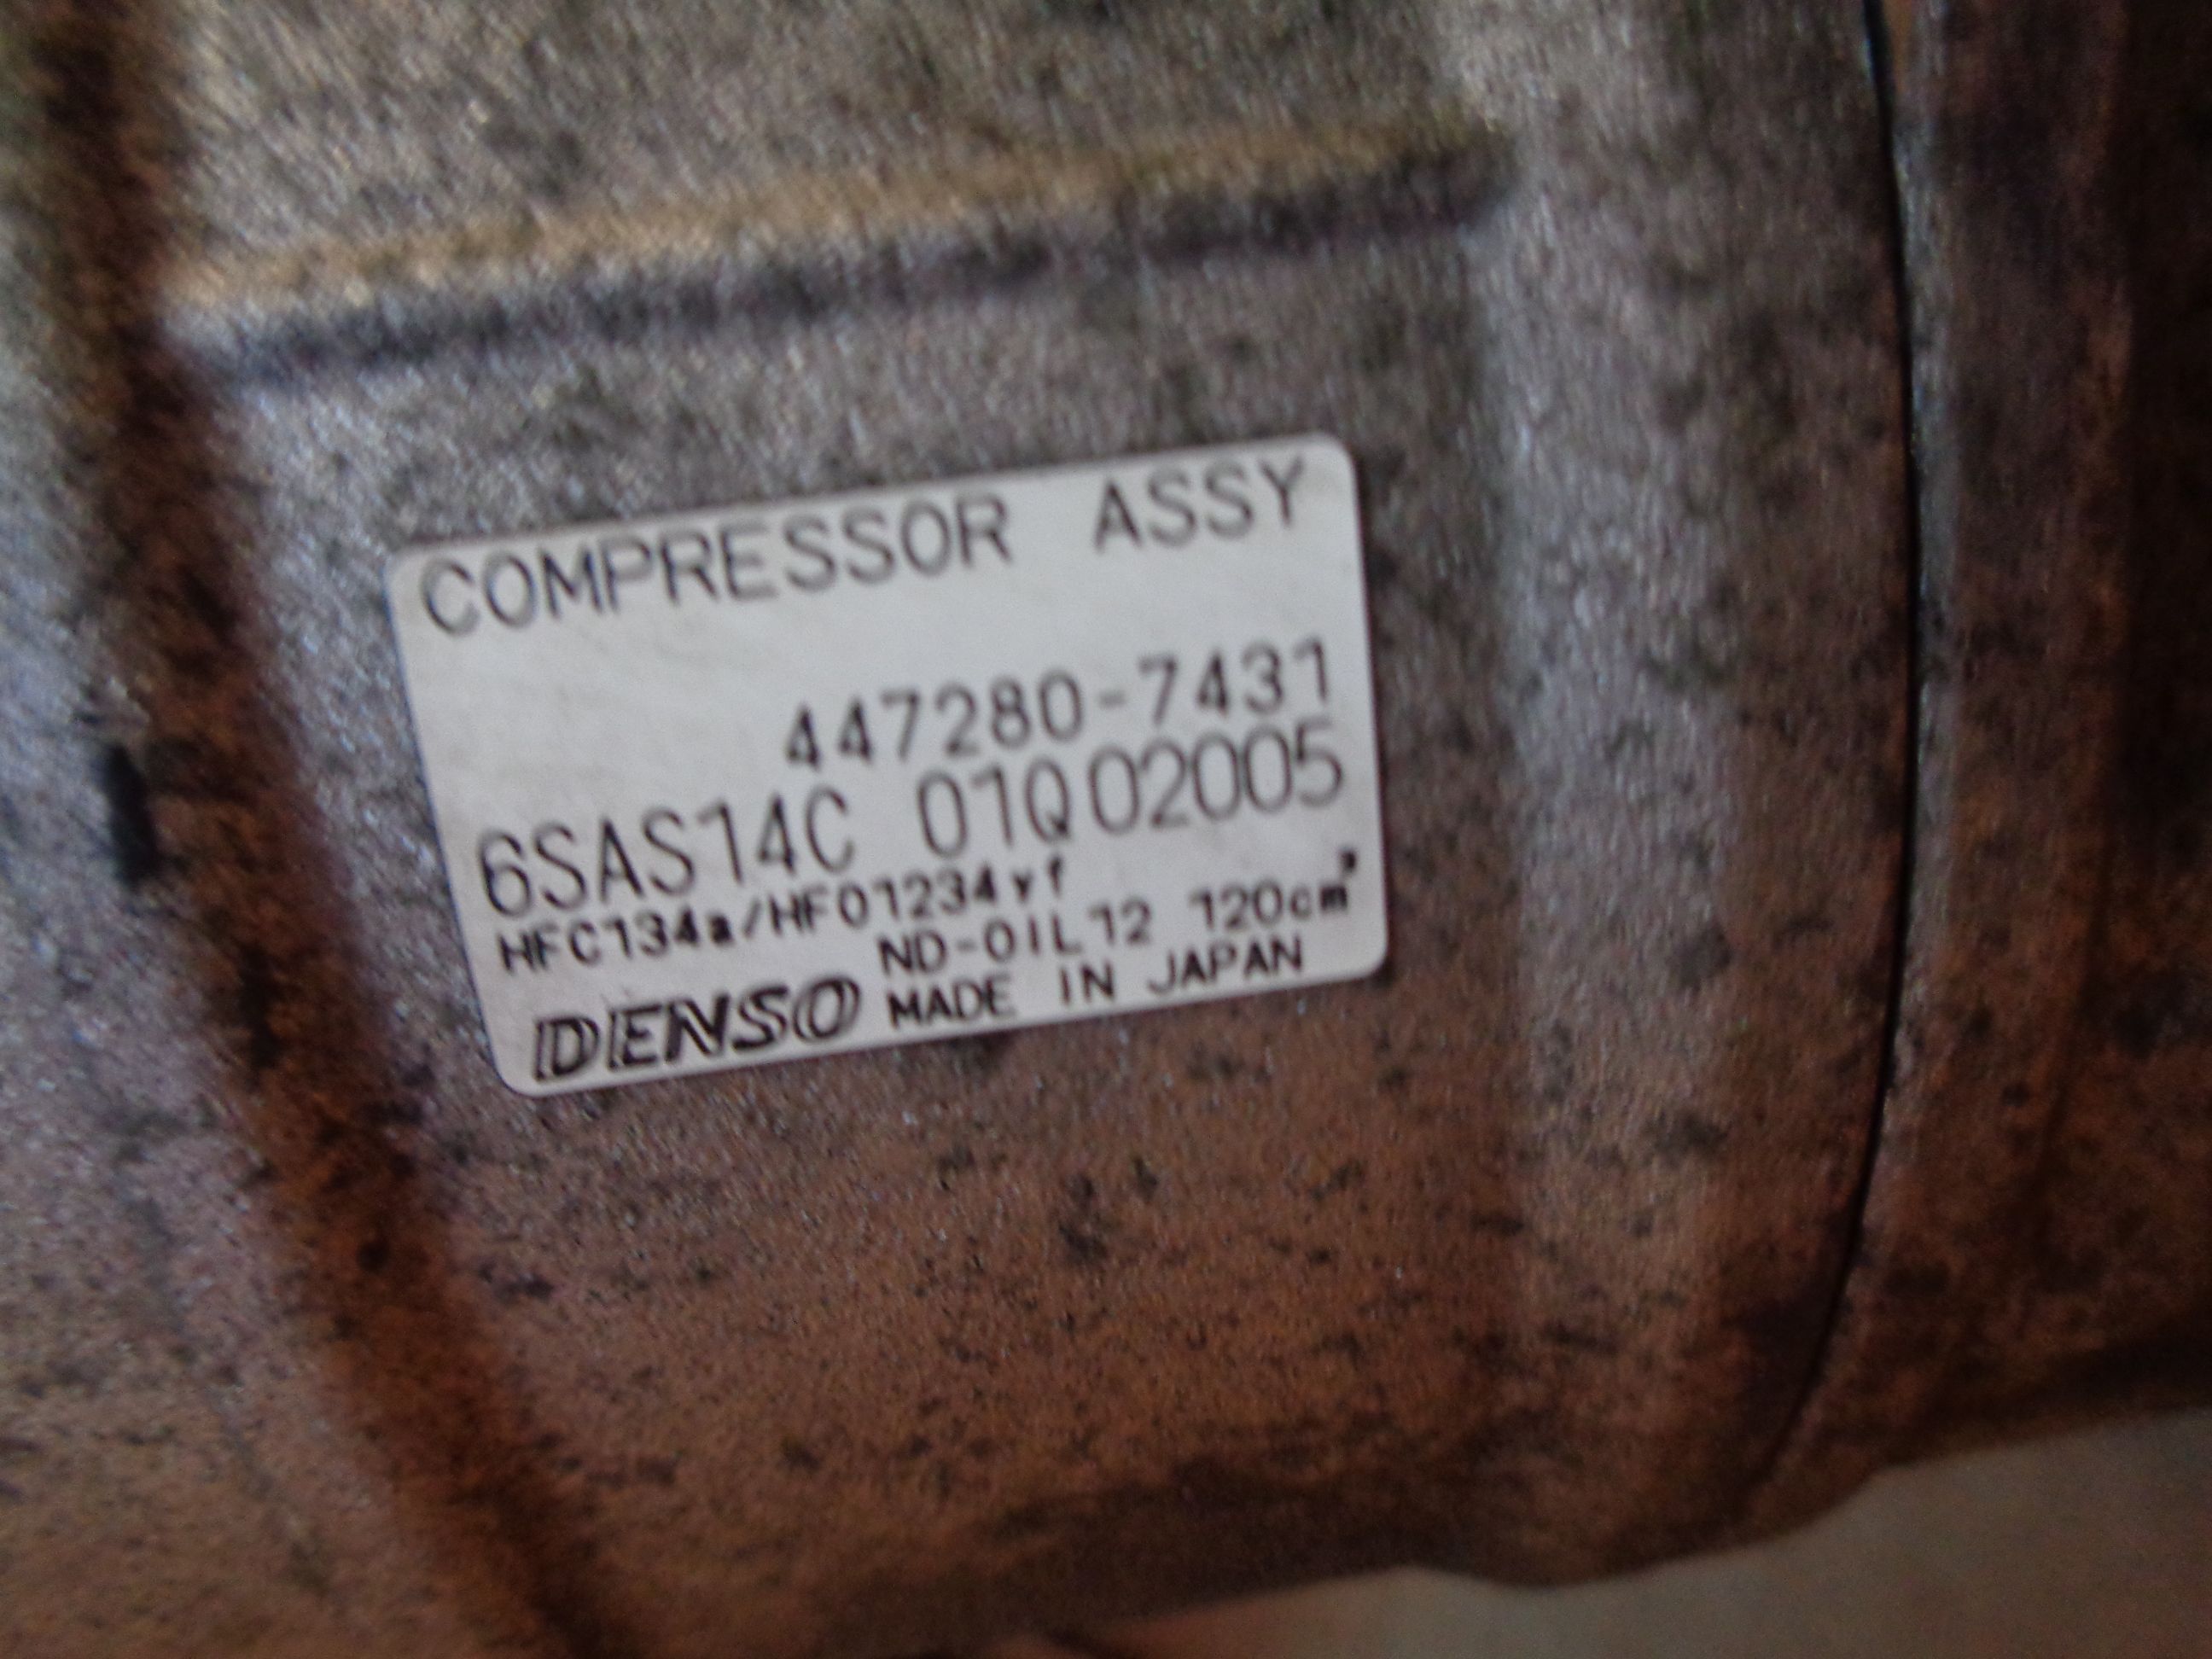 COMPRESSOR ASSY
447280-7431
6SAS14C 01Q02005
HFC134a/HFO1234yf
ND-OIL12 120cm³
DENSO MADE IN JAPAN